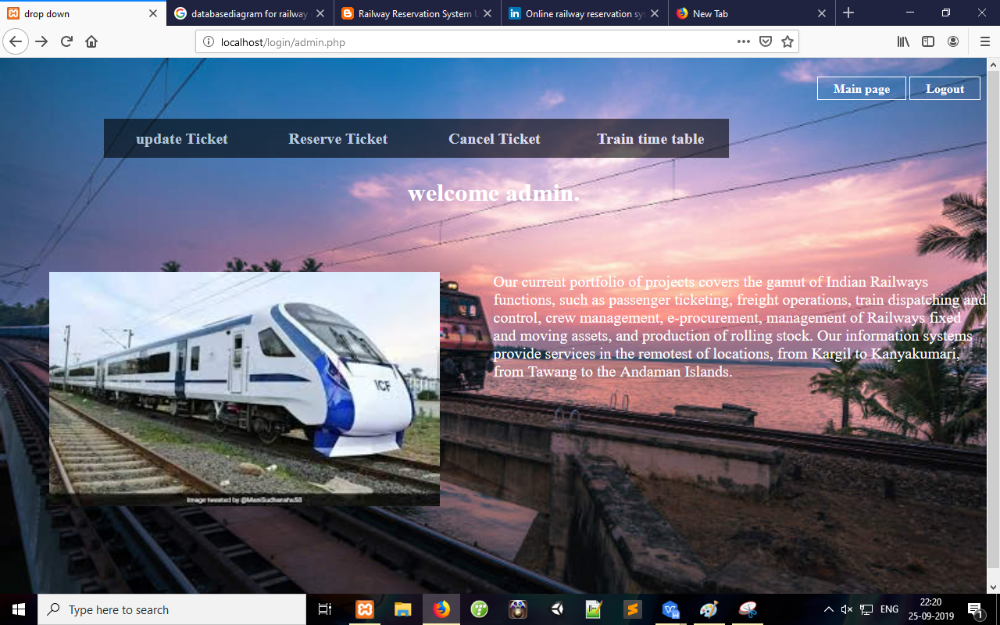 drop down
databasediagram for railway
Railway Reservation System U
Online railway reservation sys
New Tab
localhost/login/admin.php
Main page
Logout
update Ticket
Reserve Ticket
Cancel Ticket
Train time table
welcome admin.
Our current portfolio of projects covers the gamut of Indian Railways
functions, such as passenger ticketing, freight operations, train dispatching and
control, crew management, e-procurement, management of Railways fixed
and moving assets, and production of rolling stock. Our information systems
provide services in the remotest of locations, from Kargil to Kanyakumari,
from Tawang to the Andaman Islands.
ICF
Image tweeted by @ManiSudhanshu58
Type here to search
ENG
22:20
25-09-2019
1